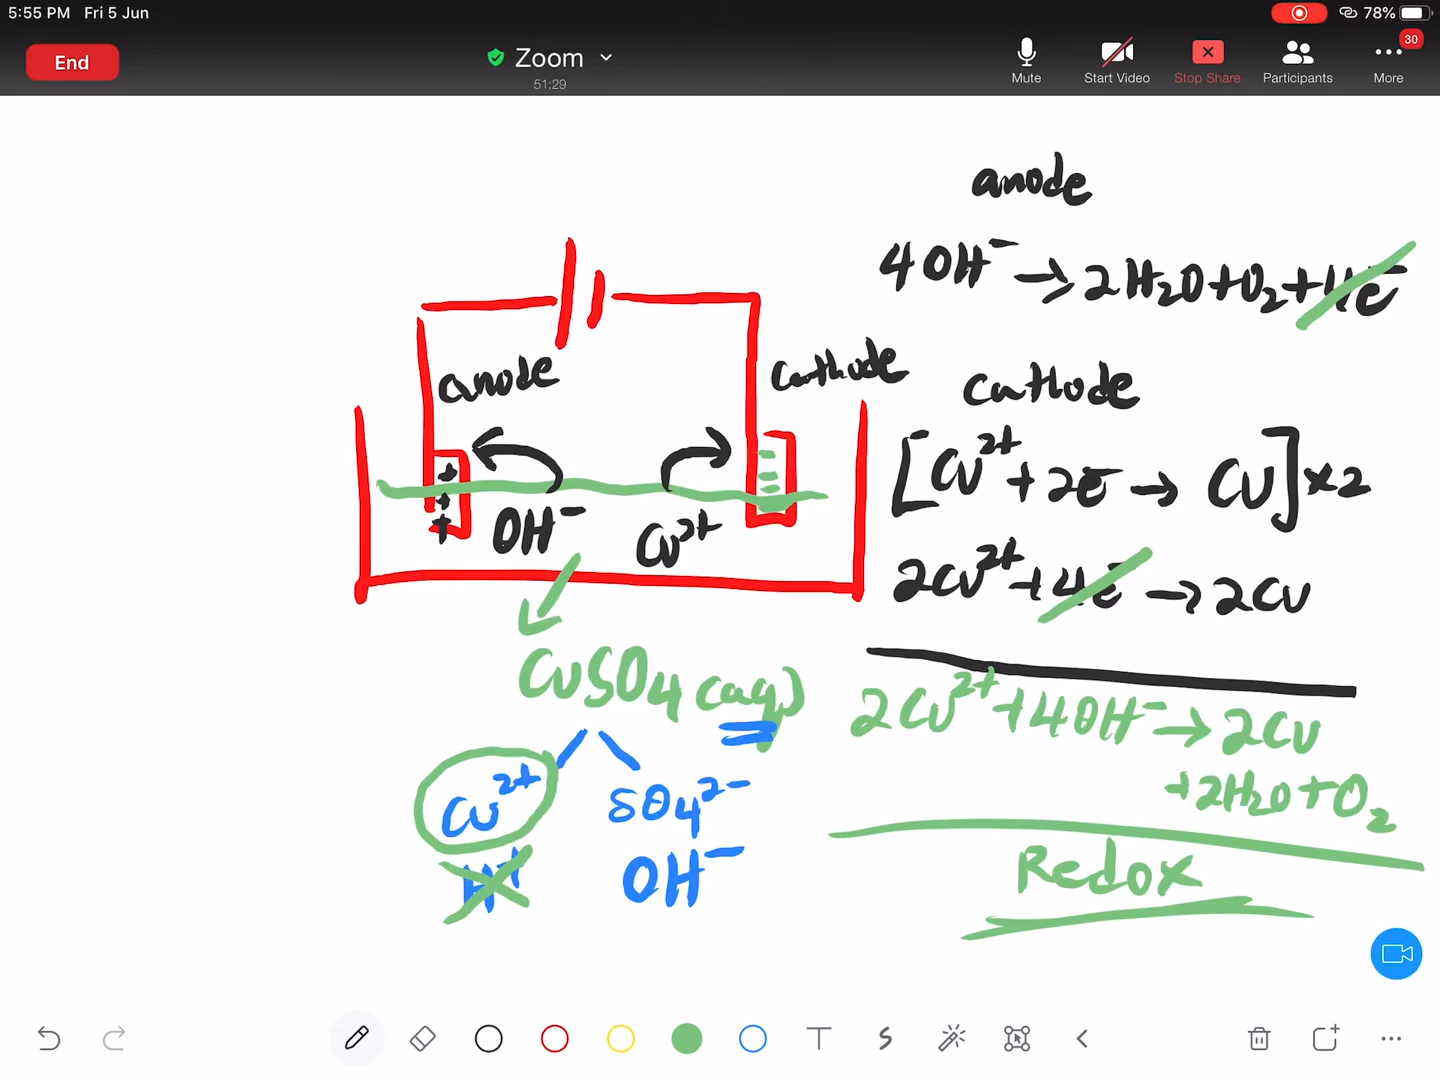 5:55 PM Fri 5 Jun
78%
End
Zoom
51:29
Mute
Start Video
Stop Share
Participants
30
More
anode
4OH⁻ → 2H₂O + O₂ + 4e⁻
anode
cathode
cathode
[Cu²⁺ + 2e⁻ → Cu] × 2
+
+
+
OH⁻
Cu²⁺
2Cu²⁺ + 4e⁻ → 2Cu
CuSO₄ (aq)
2Cu²⁺ + 4OH⁻ → 2Cu
+ 2H₂O + O₂
Cu²⁺
SO₄²⁻
H⁺
OH⁻
Redox
T
S